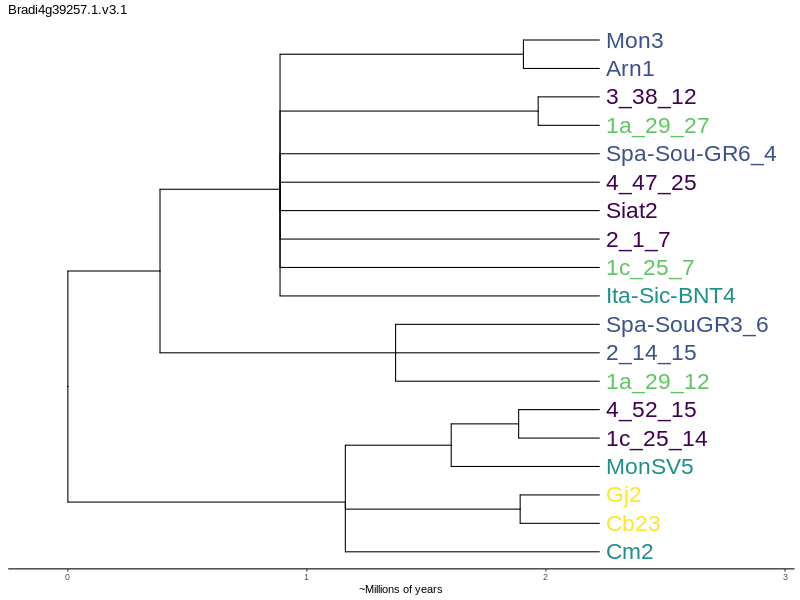 Bradi4g39257.1.v3.1
Mon3
Arn1
3_38_12
1a_29_27
Spa-Sou-GR6_4
4_47_25
Siat2
2_1_7
1c_25_7
Ita-Sic-BNT4
Spa-SouGR3_6
2_14_15
1a_29_12
4_52_15
1c_25_14
MonSV5
Gj2
Cb23
Cm2
0 1 2 3
~Millions of years